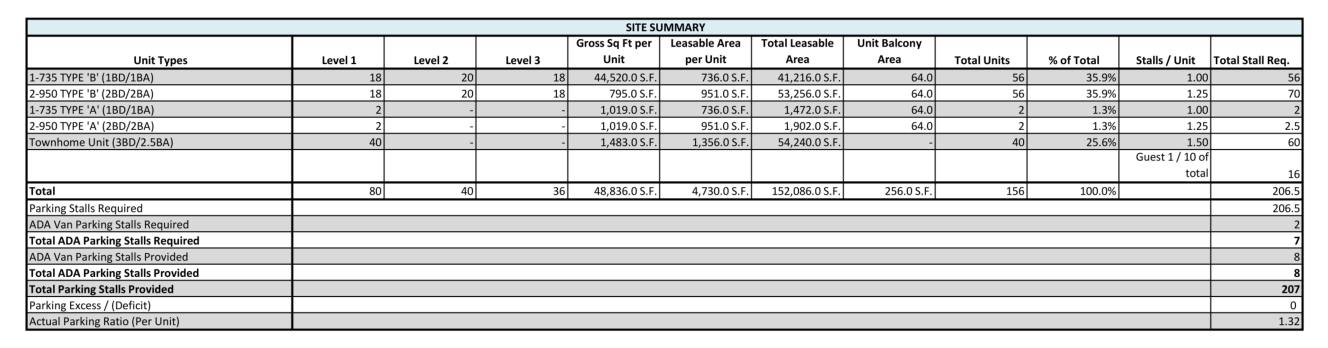 SITE SUMMARY
Unit Types Level 1 Level 2 Level 3 Gross Sq Ft per Unit Leasable Area per Unit Total Leasable Area Unit Balcony Area Total Units % of Total Stalls / Unit Total Stall Req.
1-735 TYPE 'B' (1BD/1BA) 18 20 18 44,520.0 S.F. 736.0 S.F. 41,216.0 S.F. 64.0 56 35.9% 1.00 56
2-950 TYPE 'B' (2BD/2BA) 18 20 18 795.0 S.F. 951.0 S.F. 53,256.0 S.F. 64.0 56 35.9% 1.25 70
1-735 TYPE 'A' (1BD/1BA) 2 - - 1,019.0 S.F. 736.0 S.F. 1,472.0 S.F. 64.0 2 1.3% 1.00 2
2-950 TYPE 'A' (2BD/2BA) 2 - - 1,019.0 S.F. 951.0 S.F. 1,902.0 S.F. 64.0 2 1.3% 1.25 2.5
Townhome Unit (3BD/2.5BA) 40 - - 1,483.0 S.F. 1,356.0 S.F. 54,240.0 S.F. - 40 25.6% 1.50 60
Guest 1 / 10 of
total 16
Total 80 40 36 48,836.0 S.F. 4,730.0 S.F. 152,086.0 S.F. 256.0 S.F. 156 100.0% 206.5
Parking Stalls Required 206.5
ADA Van Parking Stalls Required 2
Total ADA Parking Stalls Required 7
ADA Van Parking Stalls Provided 8
Total ADA Parking Stalls Provided 8
Total Parking Stalls Provided 207
Parking Excess / (Deficit) 0
Actual Parking Ratio (Per Unit) 1.32